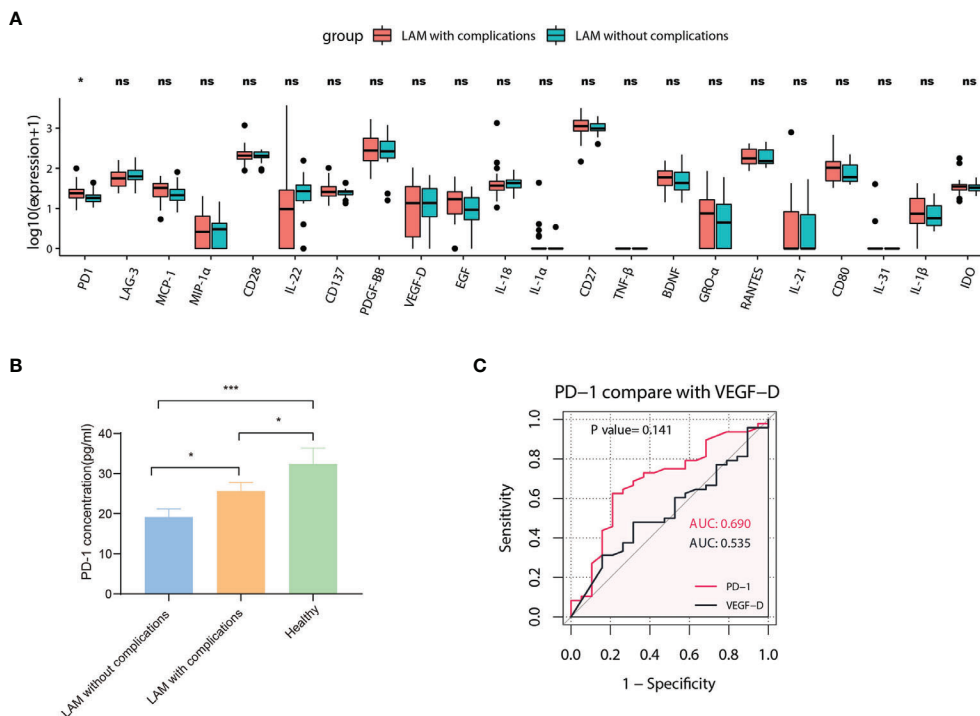 A
group LAM with complications LAM without complications
* ns ns ns ns ns ns ns ns ns ns ns ns ns ns ns ns ns ns ns ns ns
log10(expression+1)
3
2
1
0
PD1 LAG-3 MCP-1 MIP-1α CD28 IL-22 CD137 PDGF-BB VEGF-D EGF IL-18 IL-1α CD27 TNF-β BDNF GRO-α RANTES IL-21 CD80 IL-31 IL-1β IDO
B
***
*
*
PD-1 concentration(pg/ml)
40
30
20
10
0
LAM without complications LAM with complications Healthy
C
PD−1 compare with VEGF−D
P value= 0.141
Sensitivity
1.0
0.8
0.6
0.4
0.2
0.0
AUC: 0.690
AUC: 0.535
PD−1
VEGF−D
0.0 0.2 0.4 0.6 0.8 1.0
1 − Specificity